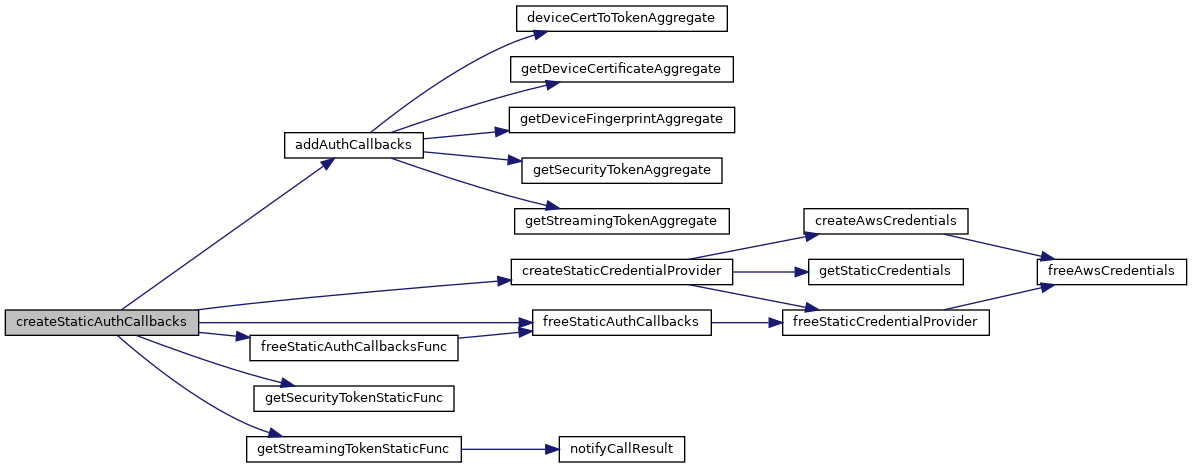 deviceCertToTokenAggregate
getDeviceCertificateAggregate
getDeviceFingerprintAggregate
addAuthCallbacks
getSecurityTokenAggregate
getStreamingTokenAggregate
createAwsCredentials
createStaticCredentialProvider
getStaticCredentials
freeAwsCredentials
createStaticAuthCallbacks
freeStaticAuthCallbacks
freeStaticCredentialProvider
freeStaticAuthCallbacksFunc
getSecurityTokenStaticFunc
getStreamingTokenStaticFunc
notifyCallResult